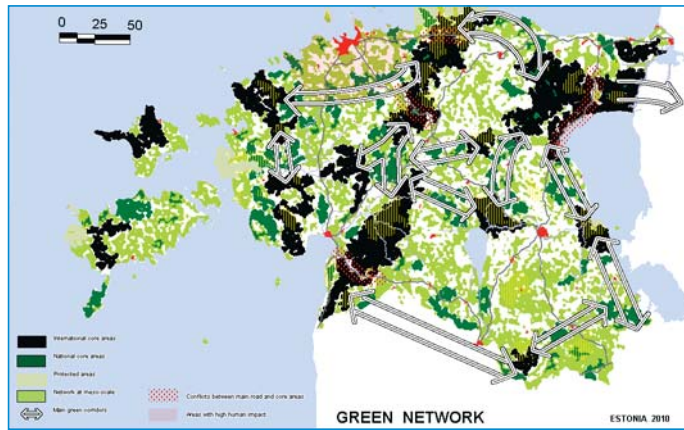 0 25 50
International core areas
National core areas
Protected areas
Network at mezo-scale
Main green corridors
Conflicts between main road and core areas
Areas with high human impact
GREEN NETWORK
ESTONIA 2010